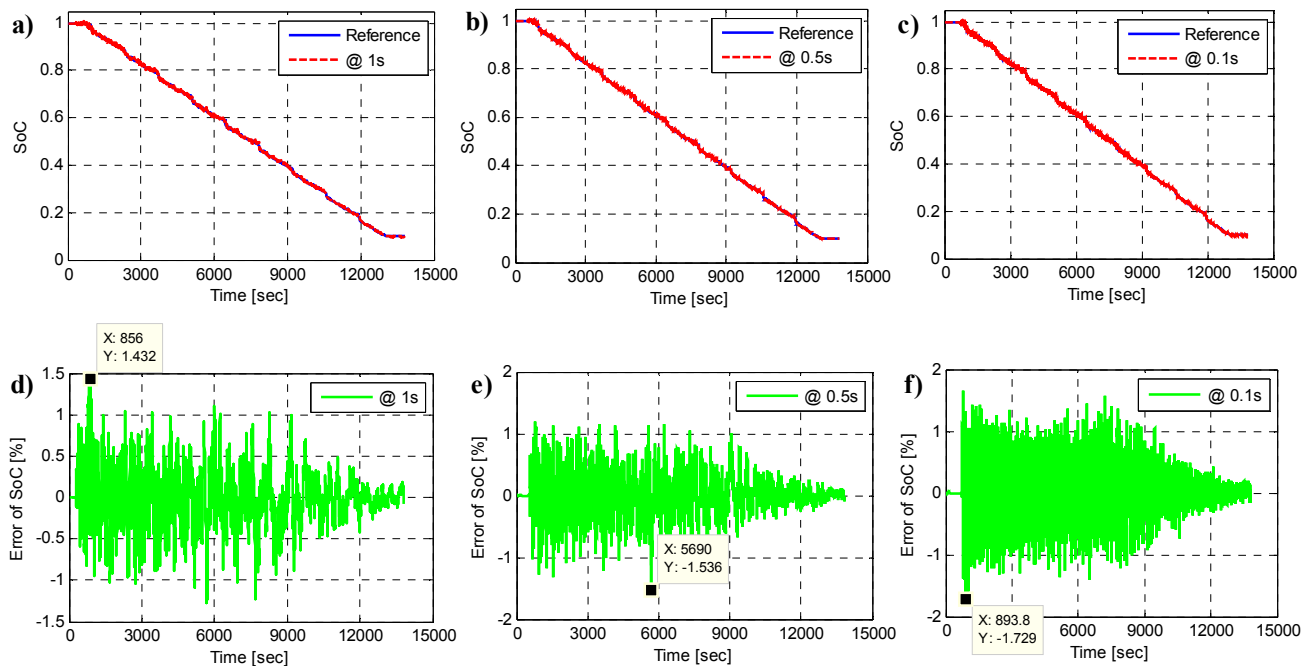 a)
1
0.8
0.6
0.4
0.2
0
SoC
Reference
@ 1s
0 3000 6000 9000 12000 15000
Time [sec]
b)
1
0.8
0.6
0.4
0.2
0
SoC
Reference
@ 0.5s
0 3000 6000 9000 12000 15000
Time [sec]
c)
1
0.8
0.6
0.4
0.2
0
SoC
Reference
@ 0.1s
0 3000 6000 9000 12000 15000
Time [sec]
d)
X: 856
Y: 1.432
1.5
1
0.5
0
-0.5
-1
-1.5
Error of SoC [%]
@ 1s
0 3000 6000 9000 12000 15000
Time [sec]
e)
2
1
0
-1
-2
Error of SoC [%]
@ 0.5s
X: 5690
Y: -1.536
0 3000 6000 9000 12000 15000
Time [sec]
f)
2
1
0
-1
-2
Error of SoC [%]
@ 0.1s
X: 893.8
Y: -1.729
0 6000 9000 12000 15000
Time [sec]